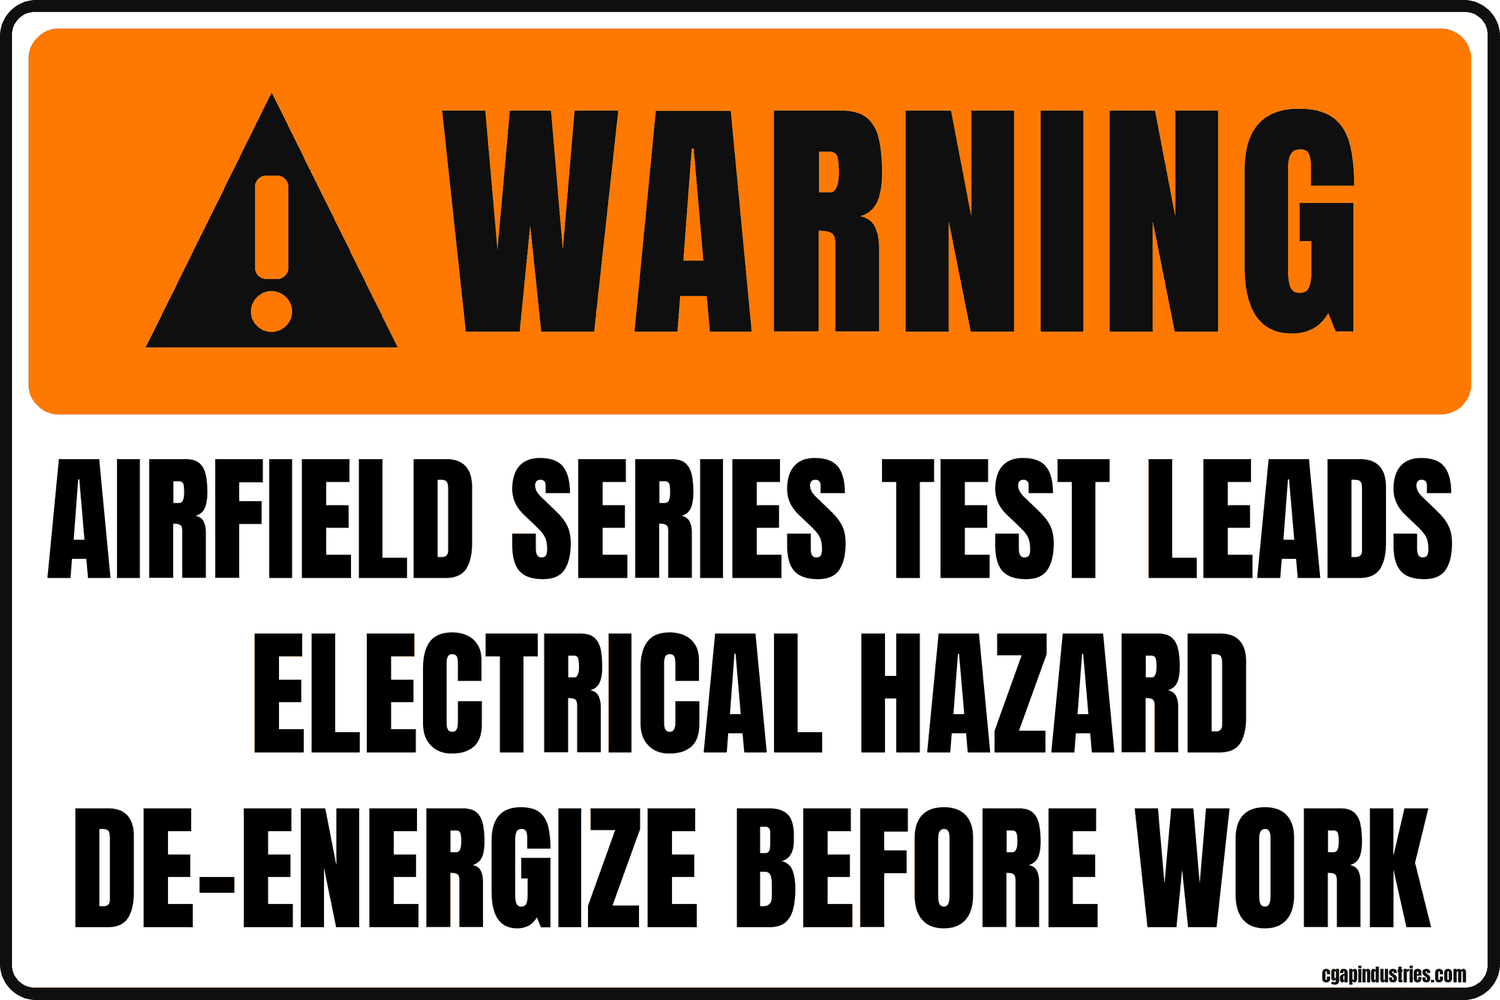 WARNING
AIRFIELD SERIES TEST LEADS
ELECTRICAL HAZARD
DE-ENERGIZE BEFORE WORK
cgapindustries.com